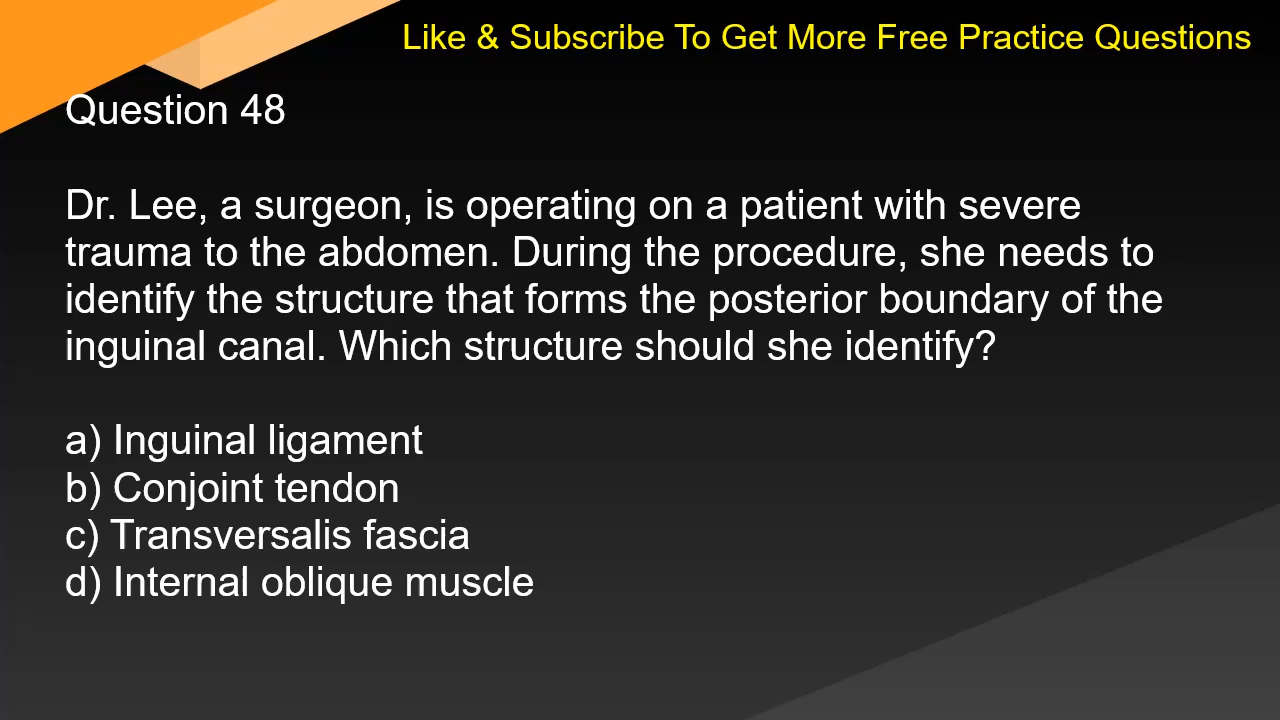 Like & Subscribe To Get More Free Practice Questions
Question 48
Dr. Lee, a surgeon, is operating on a patient with severe
trauma to the abdomen. During the procedure, she needs to
identify the structure that forms the posterior boundary of the
inguinal canal. Which structure should she identify?
a) Inguinal ligament
b) Conjoint tendon
c) Transversalis fascia
d) Internal oblique muscle